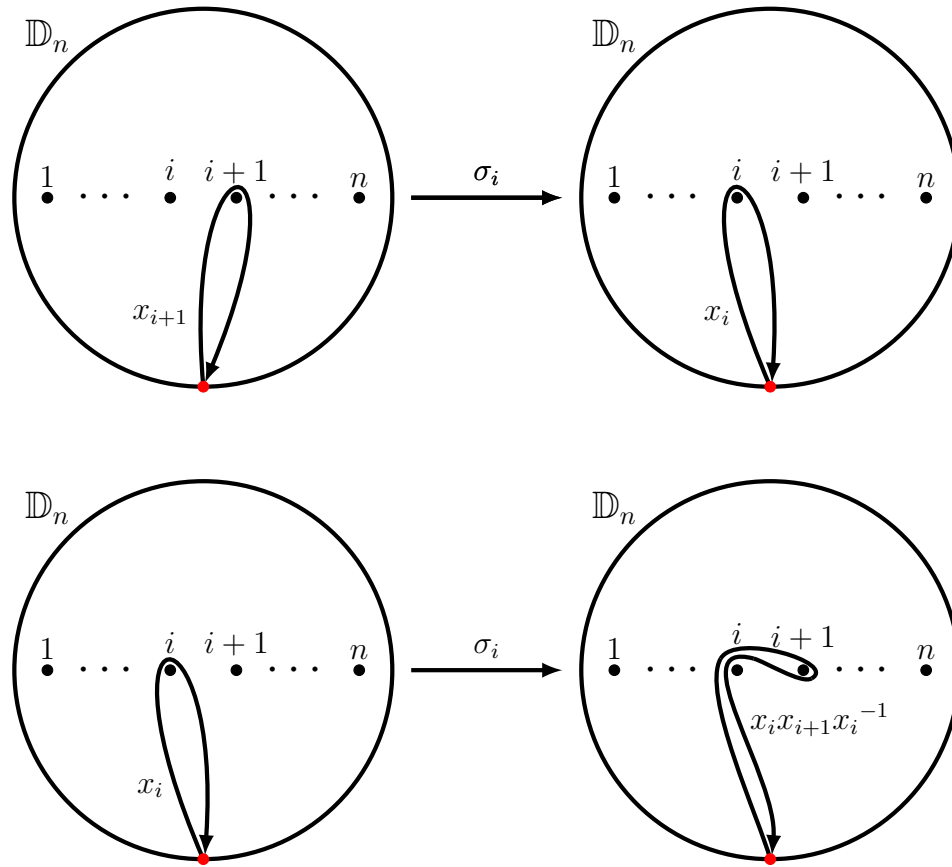 𝔻ₙ 𝔻ₙ
1 ··· i i + 1 ··· n σᵢ 1 ··· i i + 1 ··· n
xᵢ₊₁ xᵢ
𝔻ₙ 𝔻ₙ
1 ··· i i + 1 ··· n σᵢ 1 ··· i i + 1 ··· n
xᵢxᵢ₊₁xᵢ⁻¹
xᵢ